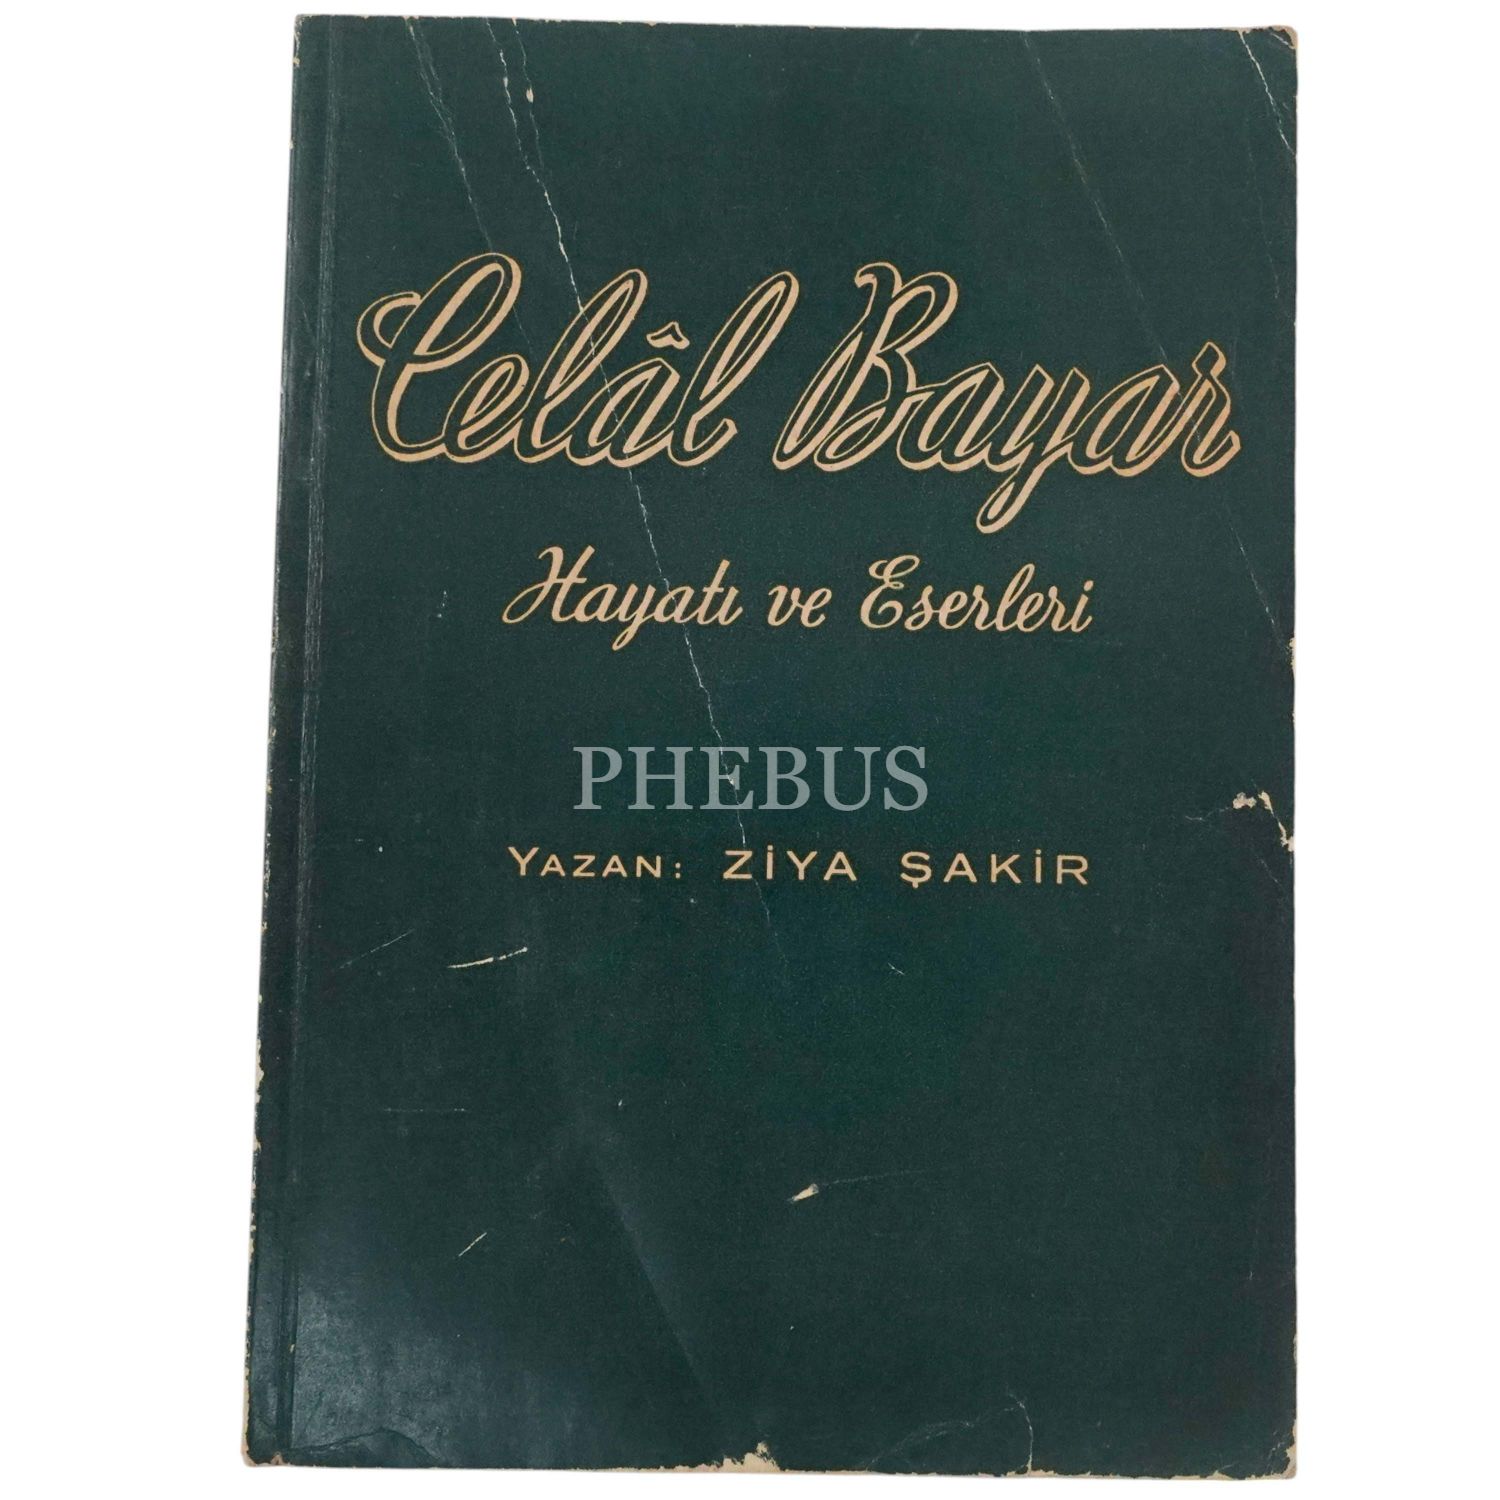 Celâl Bayar
Hayatı ve Eserleri
PHEBUS
YAZAN: ZİYA ŞAKİR